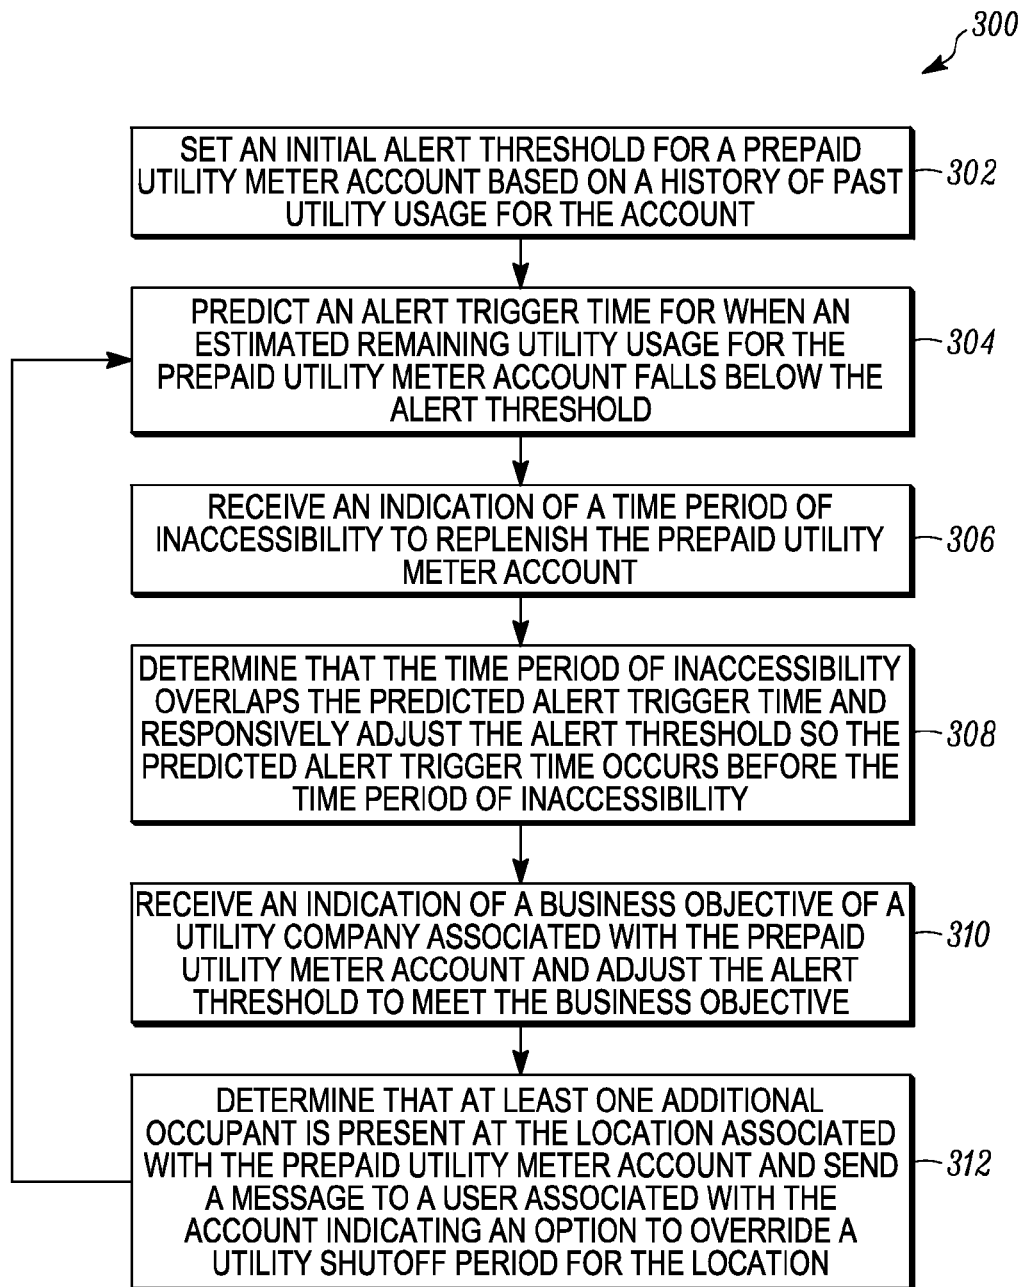 300
SET AN INITIAL ALERT THRESHOLD FOR A PREPAID
UTILITY METER ACCOUNT BASED ON A HISTORY OF PAST
UTILITY USAGE FOR THE ACCOUNT
302
PREDICT AN ALERT TRIGGER TIME FOR WHEN AN
ESTIMATED REMAINING UTILITY USAGE FOR THE
PREPAID UTILITY METER ACCOUNT FALLS BELOW THE
ALERT THRESHOLD
304
RECEIVE AN INDICATION OF A TIME PERIOD OF
INACCESSIBILITY TO REPLENISH THE PREPAID UTILITY
METER ACCOUNT
306
DETERMINE THAT THE TIME PERIOD OF INACCESSIBILITY
OVERLAPS THE PREDICTED ALERT TRIGGER TIME AND
RESPONSIVELY ADJUST THE ALERT THRESHOLD SO THE
PREDICTED ALERT TRIGGER TIME OCCURS BEFORE THE
TIME PERIOD OF INACCESSIBILITY
308
RECEIVE AN INDICATION OF A BUSINESS OBJECTIVE OF A
UTILITY COMPANY ASSOCIATED WITH THE PREPAID
UTILITY METER ACCOUNT AND ADJUST THE ALERT
THRESHOLD TO MEET THE BUSINESS OBJECTIVE
310
DETERMINE THAT AT LEAST ONE ADDITIONAL
OCCUPANT IS PRESENT AT THE LOCATION ASSOCIATED
WITH THE PREPAID UTILITY METER ACCOUNT AND SEND
A MESSAGE TO A USER ASSOCIATED WITH THE
ACCOUNT INDICATING AN OPTION TO OVERRIDE A
UTILITY SHUTOFF PERIOD FOR THE LOCATION
312